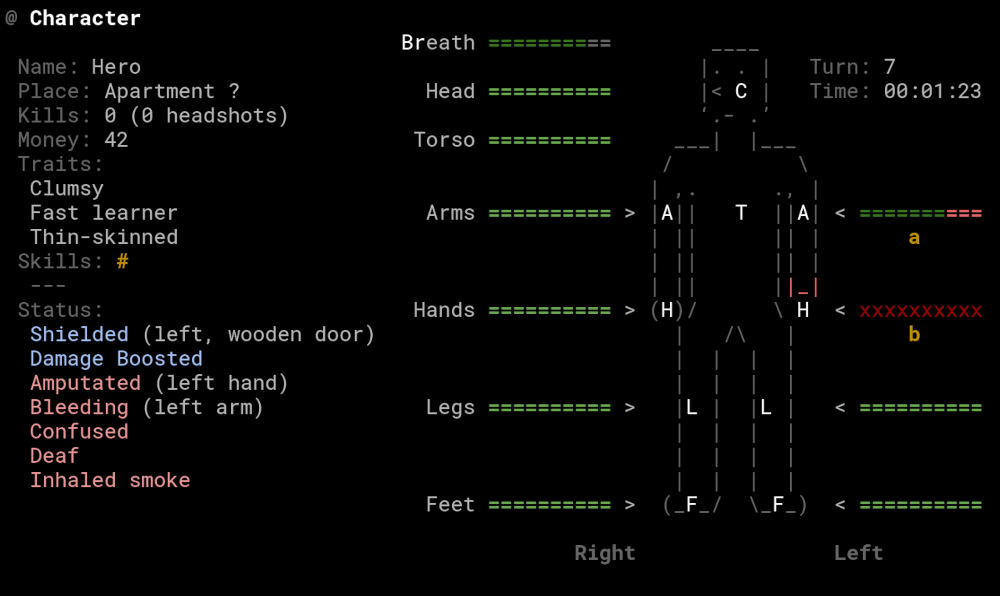 @ Character
Name: Hero
Place: Apartment ?
Kills: 0 (0 headshots)
Money: 42
Traits:
Clumsy
Fast learner
Thin-skinned
Skills: #
---
Status:
Shielded (left, wooden door)
Damage Boosted
Amputated (left hand)
Bleeding (left arm)
Confused
Deaf
Inhaled smoke
Breath ==========
Head ==========
C
Torso ==========
Arms ========== > A T A < ==========
a
Hands ========== > H H < xxxxxxxxxx
b
Legs ========== > L L < ==========
Feet ========== > F F < ==========
Right Left
Turn: 7
Time: 00:01:23